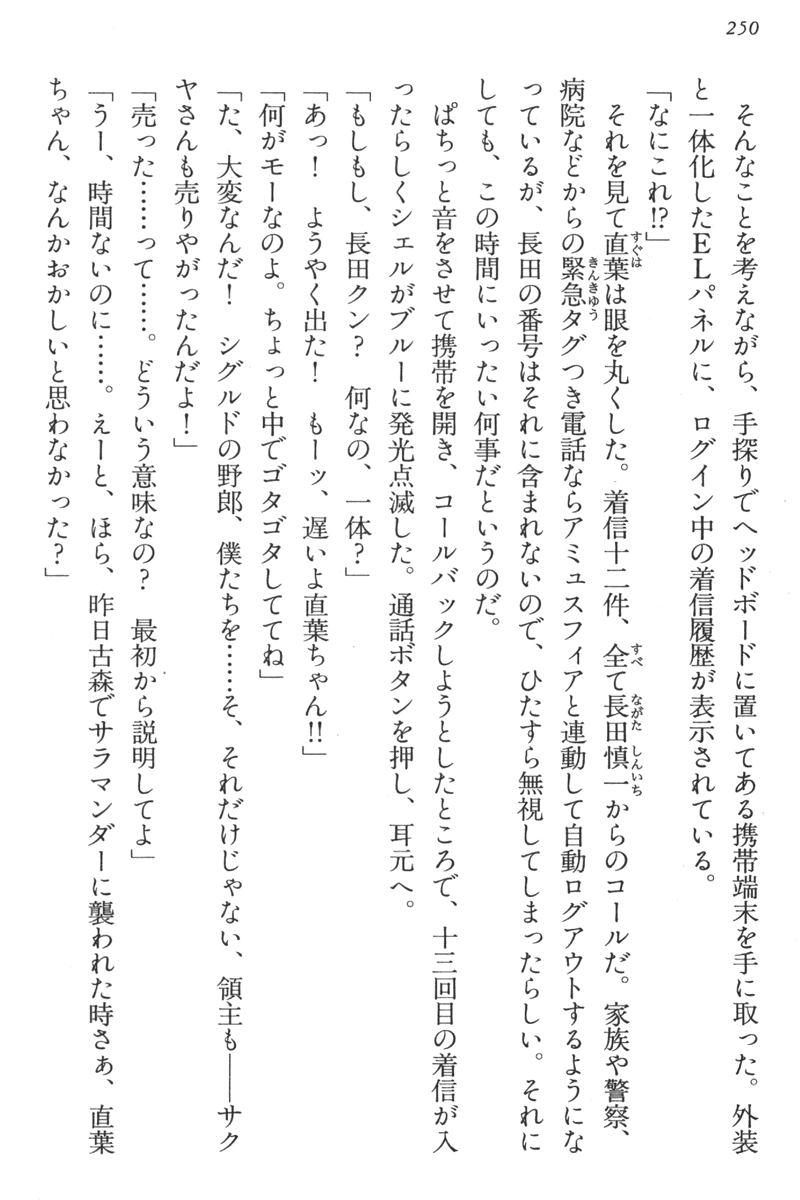 250
そんなことを考えながら、手探りでヘッドボードに置いてある携帯端末を手に取った。外装
と一体化したＥＬパネルに、ログイン中の着信履歴が表示されている。
「なにこれ!?」
それを見て直葉は眼を丸くした。着信十二件、全て長田慎一からのコールだ。家族や警察、
病院などからの緊急タグつき電話ならアミュスフィアと連動して自動ログアウトするようにな
っているが、長田の番号はそれに含まれないので、ひたすら無視してしまったらしい。それに
しても、この時間にいったい何事だというのだ。
ぱちっと音をさせて携帯を開き、コールバックしようとしたところで、十三回目の着信が入
ったらしくシェルがブルーに発光点滅した。通話ボタンを押し、耳元へ。
「もしもし、長田クン？　何なの、一体？」
「あっ！　ようやく出た！　もーッ、遅いよ直葉ちゃん!!」
「何がモーなのよ。ちょっと中でゴタゴタしててね」
「た、大変なんだ！　シグルドの野郎、僕たちを……そ、それだけじゃない、領主も――サク
ヤさんも売りやがったんだよ！」
「売った……って……。どういう意味なの？　最初から説明してよ」
「うー、時間ないのに……。えーと、ほら、昨日古森でサラマンダーに襲われた時さぁ、直葉
ちゃん、なんかおかしいと思わなかった？」
すぐは
すべ
ながた
しんいち
きんきゅう